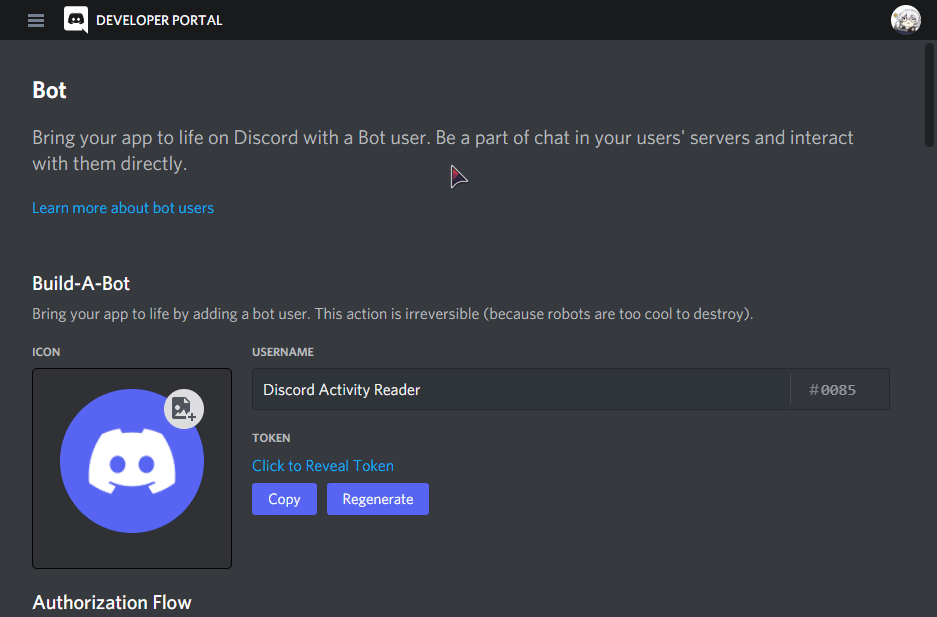 DEVELOPER PORTAL
Bot
Bring your app to life on Discord with a Bot user. Be a part of chat in your users' servers and interact
with them directly.
Learn more about bot users
Build-A-Bot
Bring your app to life by adding a bot user. This action is irreversible (because robots are too cool to destroy).
ICON
USERNAME
Discord Activity Reader
#0085
TOKEN
Click to Reveal Token
Copy
Regenerate
Authorization Flow